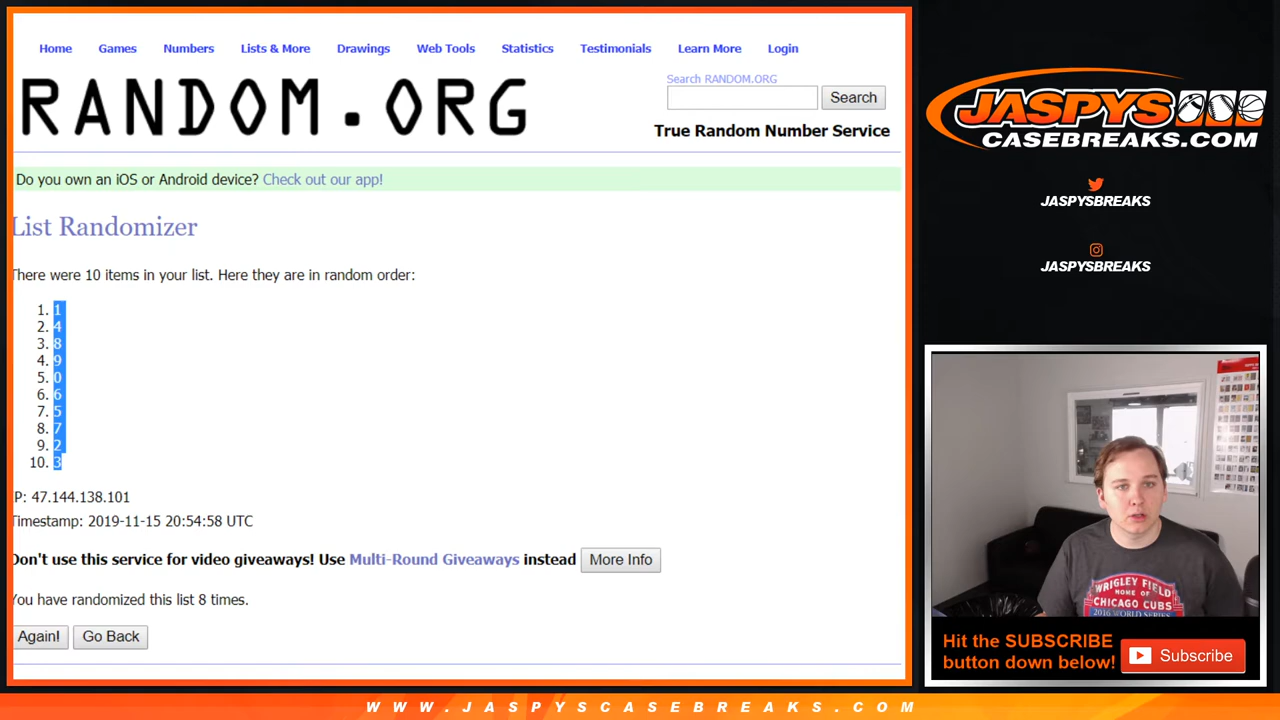 Home Games Numbers Lists & More Drawings Web Tools Statistics Testimonials Learn More Login
RANDOM.ORG
Search RANDOM.ORG
Search
True Random Number Service
Do you own an iOS or Android device? Check out our app!
List Randomizer
There were 10 items in your list. Here they are in random order:
1. 1
2. 4
3. 8
4. 9
5. 0
6. 6
7. 5
8. 7
9. 2
10. 3
IP: 47.144.138.101
Timestamp: 2019-11-15 20:54:58 UTC
Don't use this service for video giveaways! Use Multi-Round Giveaways instead More Info
You have randomized this list 8 times.
Again! Go Back
JASPYS
CASEBREAKS.COM
JASPYSBREAKS
JASPYSBREAKS
WRIGLEY FIELD
HOME OF
CHICAGO CUBS
2016 WORLD SERIES
Hit the SUBSCRIBE
button down below!
Subscribe
WWW.JASPYSCASEBREAKS.COM